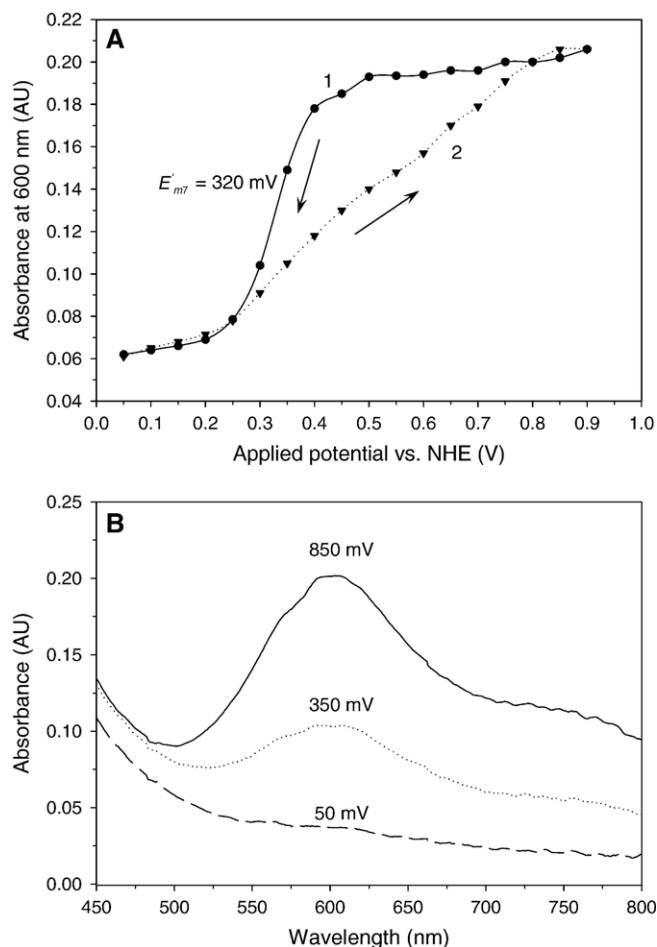 A
Absorbance at 600 nm (AU)
0.22
0.20
0.18
0.16
0.14
0.12
0.10
0.08
0.06
0.04
1
2
E'm7 = 320 mV
0.0 0.1 0.2 0.3 0.4 0.5 0.6 0.7 0.8 0.9 1.0
Applied potential vs. NHE (V)
B
Absorbance (AU)
0.25
0.20
0.15
0.10
0.05
0.00
850 mV
350 mV
50 mV
450 500 550 600 650 700 750 800
Wavelength (nm)